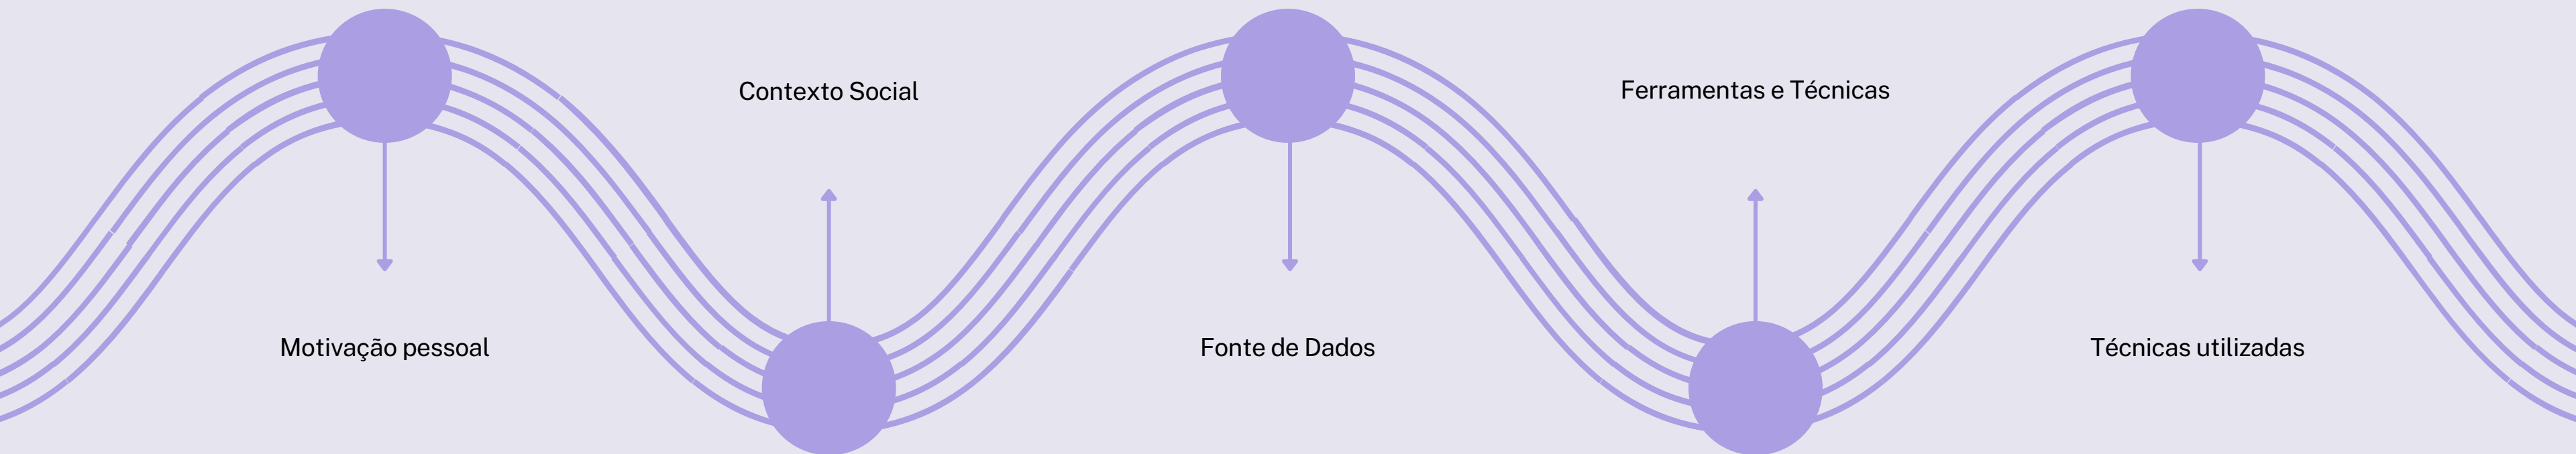 Motivação pessoal
Contexto Social
Fonte de Dados
Ferramentas e Técnicas
Técnicas utilizadas